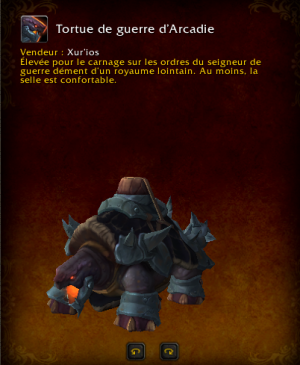 Tortue de guerre d'Arcadie
Vendeur : Xur'ios
Élevée pour le carnage sur les ordres du seigneur de
guerre dément d'un royaume lointain. Au moins, la
selle est confortable.